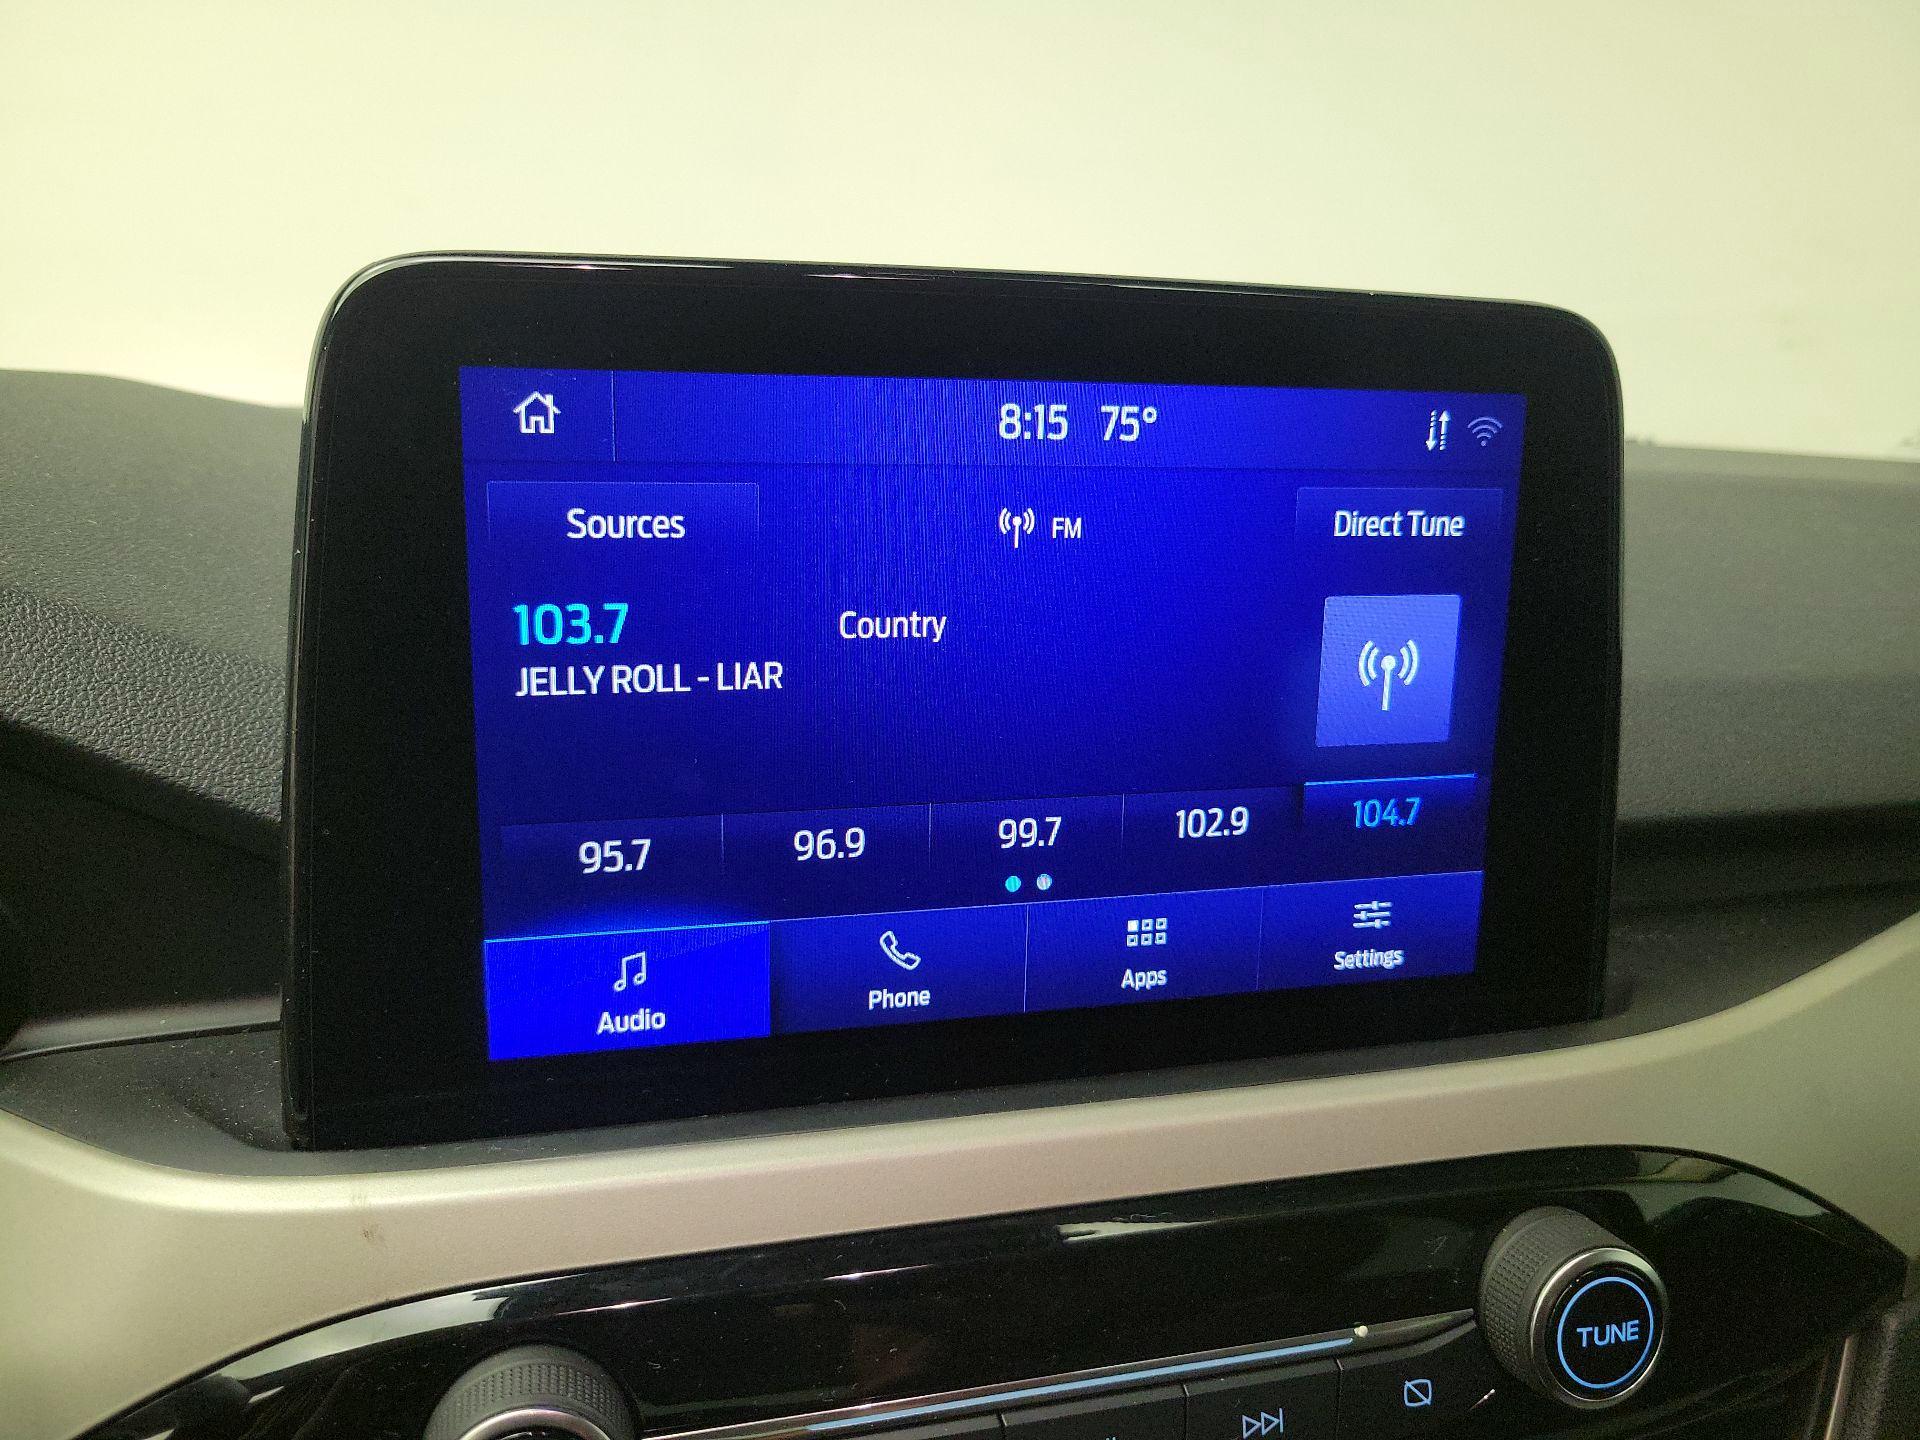 8:15 75°
Sources
FM
Direct Tune
103.7
Country
JELLY ROLL - LIAR
95.7
96.9
99.7
102.9
104.7
Audio
Phone
Apps
Settings
TUNE